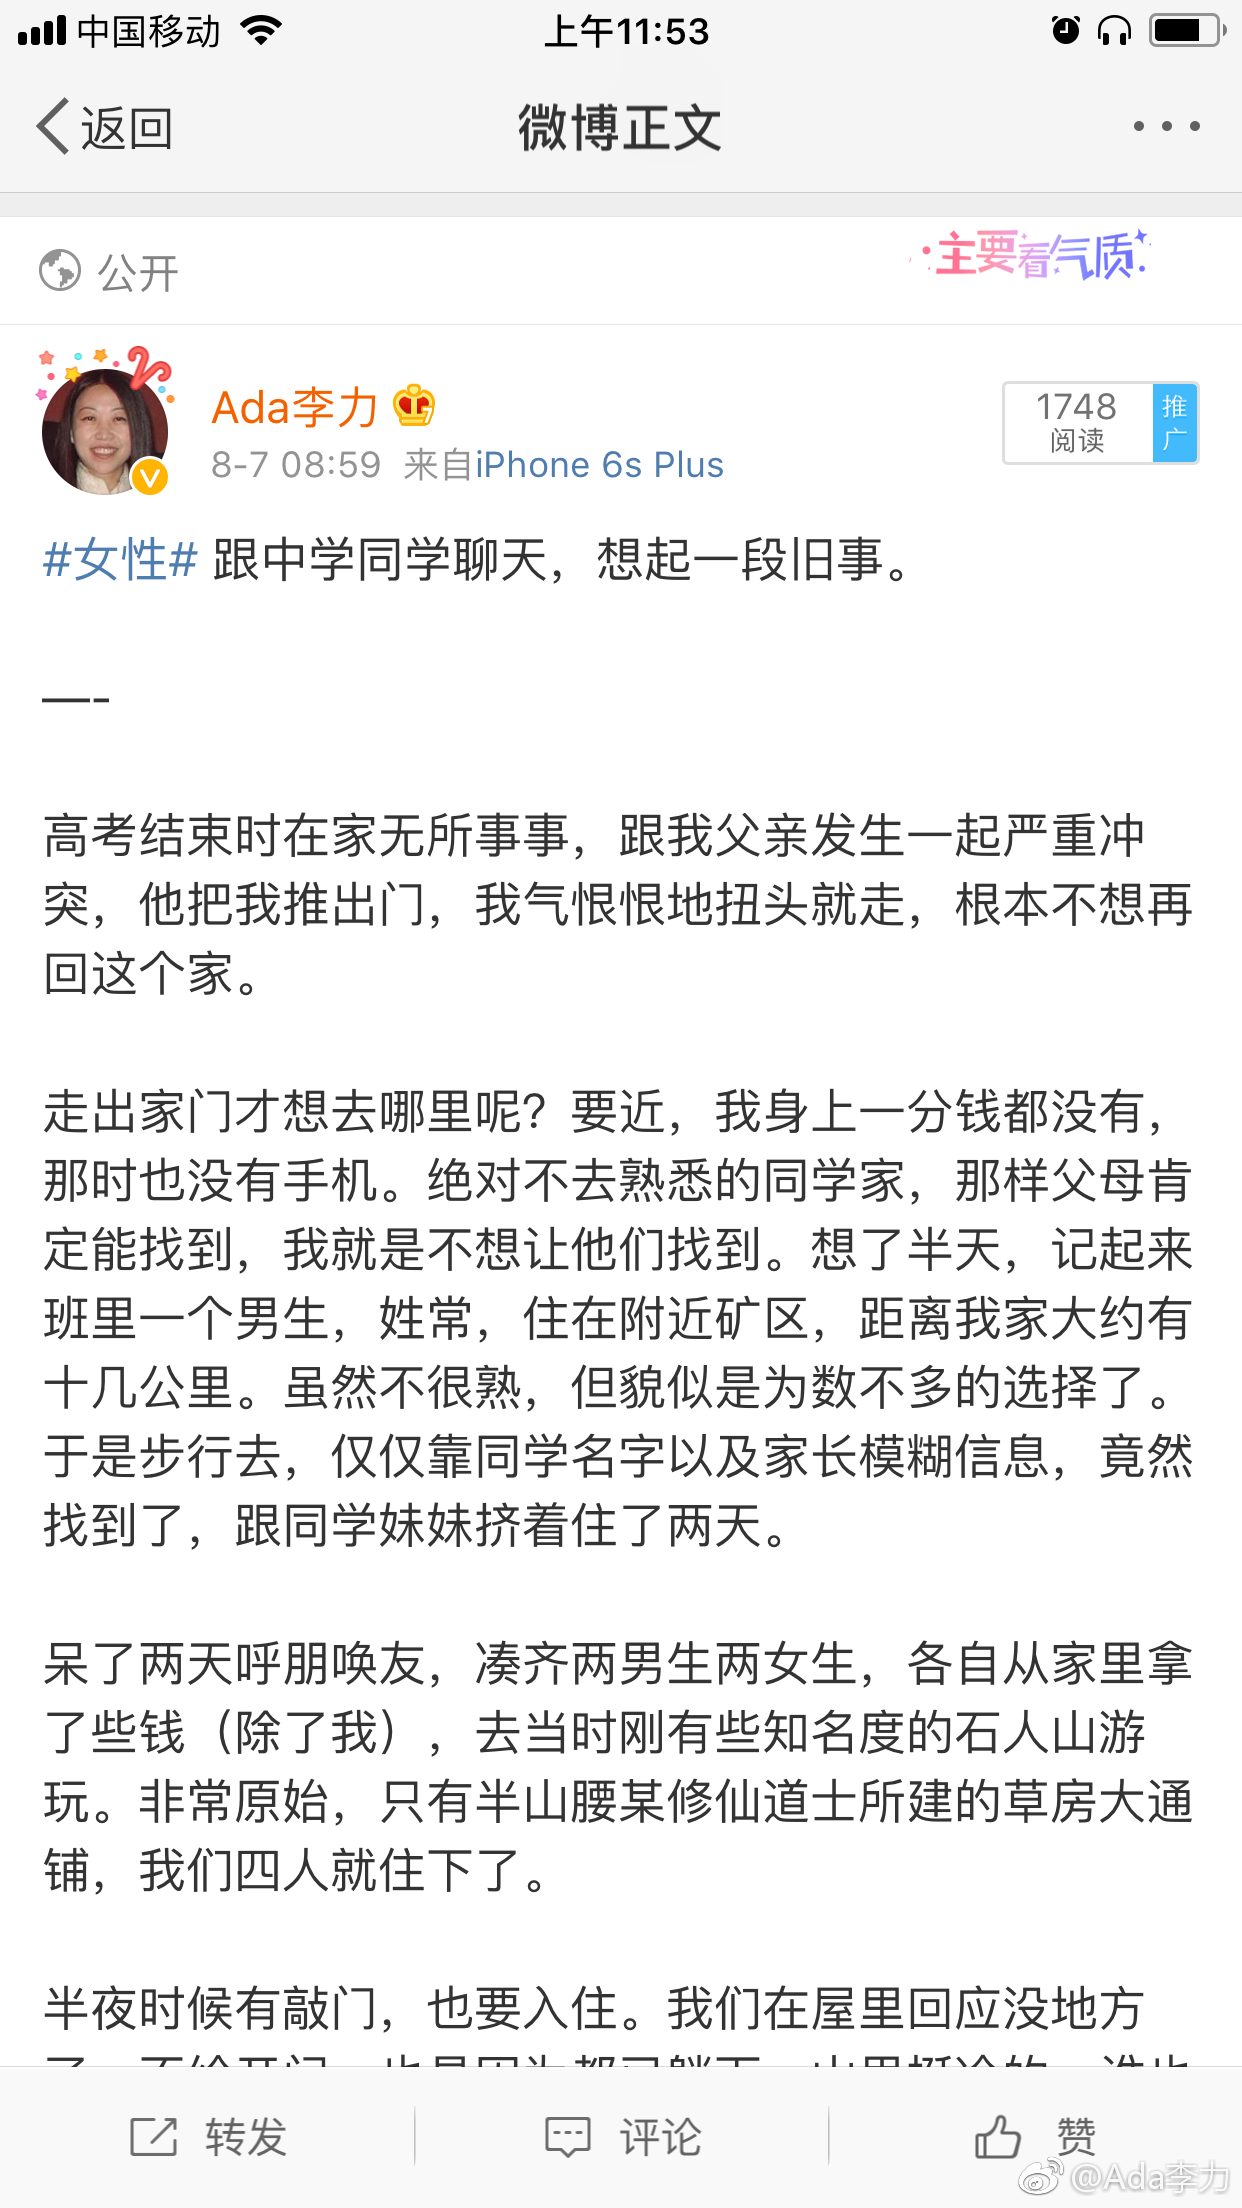 中国移动
上午11:53
返回
微博正文
公开
主要看气质
Ada李力
1748
阅读
推广
8-7 08:59 来自iPhone 6s Plus
#女性# 跟中学同学聊天，想起一段旧事。
—-
高考结束时在家无所事事，跟我父亲发生一起严重冲
突，他把我推出门，我气恨恨地扭头就走，根本不想再
回这个家。
走出家门才想去哪里呢？要近，我身上一分钱都没有，
那时也没有手机。绝对不去熟悉的同学家，那样父母肯
定能找到，我就是不想让他们找到。想了半天，记起来
班里一个男生，姓常，住在附近矿区，距离我家大约有
十几公里。虽然不很熟，但貌似是为数不多的选择了。
于是步行去，仅仅靠同学名字以及家长模糊信息，竟然
找到了，跟同学妹妹挤着住了两天。
呆了两天呼朋唤友，凑齐两男生两女生，各自从家里拿
了些钱（除了我），去当时刚有些知名度的石人山游
玩。非常原始，只有半山腰某修仙道士所建的草房大通
铺，我们四人就住下了。
半夜时候有敲门，也要入住。我们在屋里回应没地方
转发
评论
赞
@Ada李力